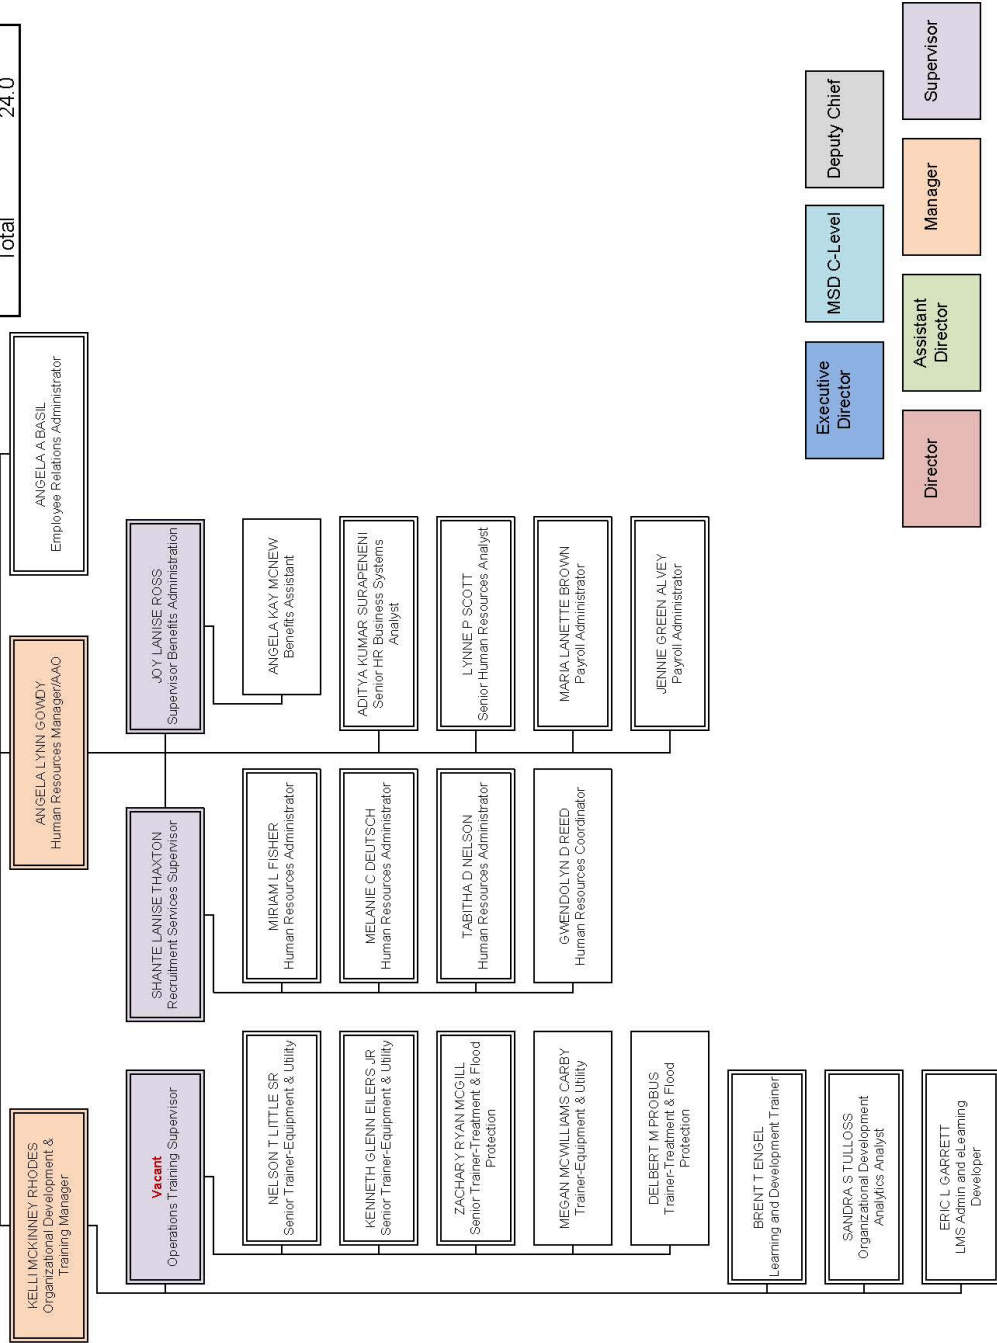 Total 24.0
KELLI MCKINNEY RHODES
Organizational Development &
Training Manager
ANGELA LYNN GOWDY
Human Resources Manager/AAO
ANGELA A BASIL
Employee Relations Administrator
Vacant
Operations Training Supervisor
SHANTE LANISE THAXTON
Recruitment Services Supervisor
JOY LANISE ROSS
Supervisor Benefits Administration
NELSON T LITTLE SR
Senior Trainer-Equipment & Utility
MIRIAM L FISHER
Human Resources Administrator
ANGELA KAY MCNEW
Benefits Assistant
KENNETH GLENN EILERS JR
Senior Trainer-Equipment & Utility
MELANIE C DEUTSCH
Human Resources Administrator
ADITYA KUMAR SURAPENENI
Senior HR Business Systems
Analyst
ZACHARY RYAN MCGILL
Senior Trainer-Treatment & Flood
Protection
TABITHA D NELSON
Human Resources Administrator
LYNNE P SCOTT
Senior Human Resources Analyst
MEGAN MCWILLIAMS CARBY
Trainer-Equipment & Utility
GWENDOLYN D REED
Human Resources Coordinator
MARIA LANETTE BROWN
Payroll Administrator
DELBERT M PROBUS
Trainer-Treatment & Flood
Protection
JENNIE GREEN ALVEY
Payroll Administrator
BRENT T ENGEL
Learning and Development Trainer
SANDRA S TULLOSS
Organizational Development
Analytics Analyst
ERIC L GARRETT
LMS Admin and eLearning
Developer
Executive
Director
MSD C-Level
Deputy Chief
Director
Assistant
Director
Manager
Supervisor